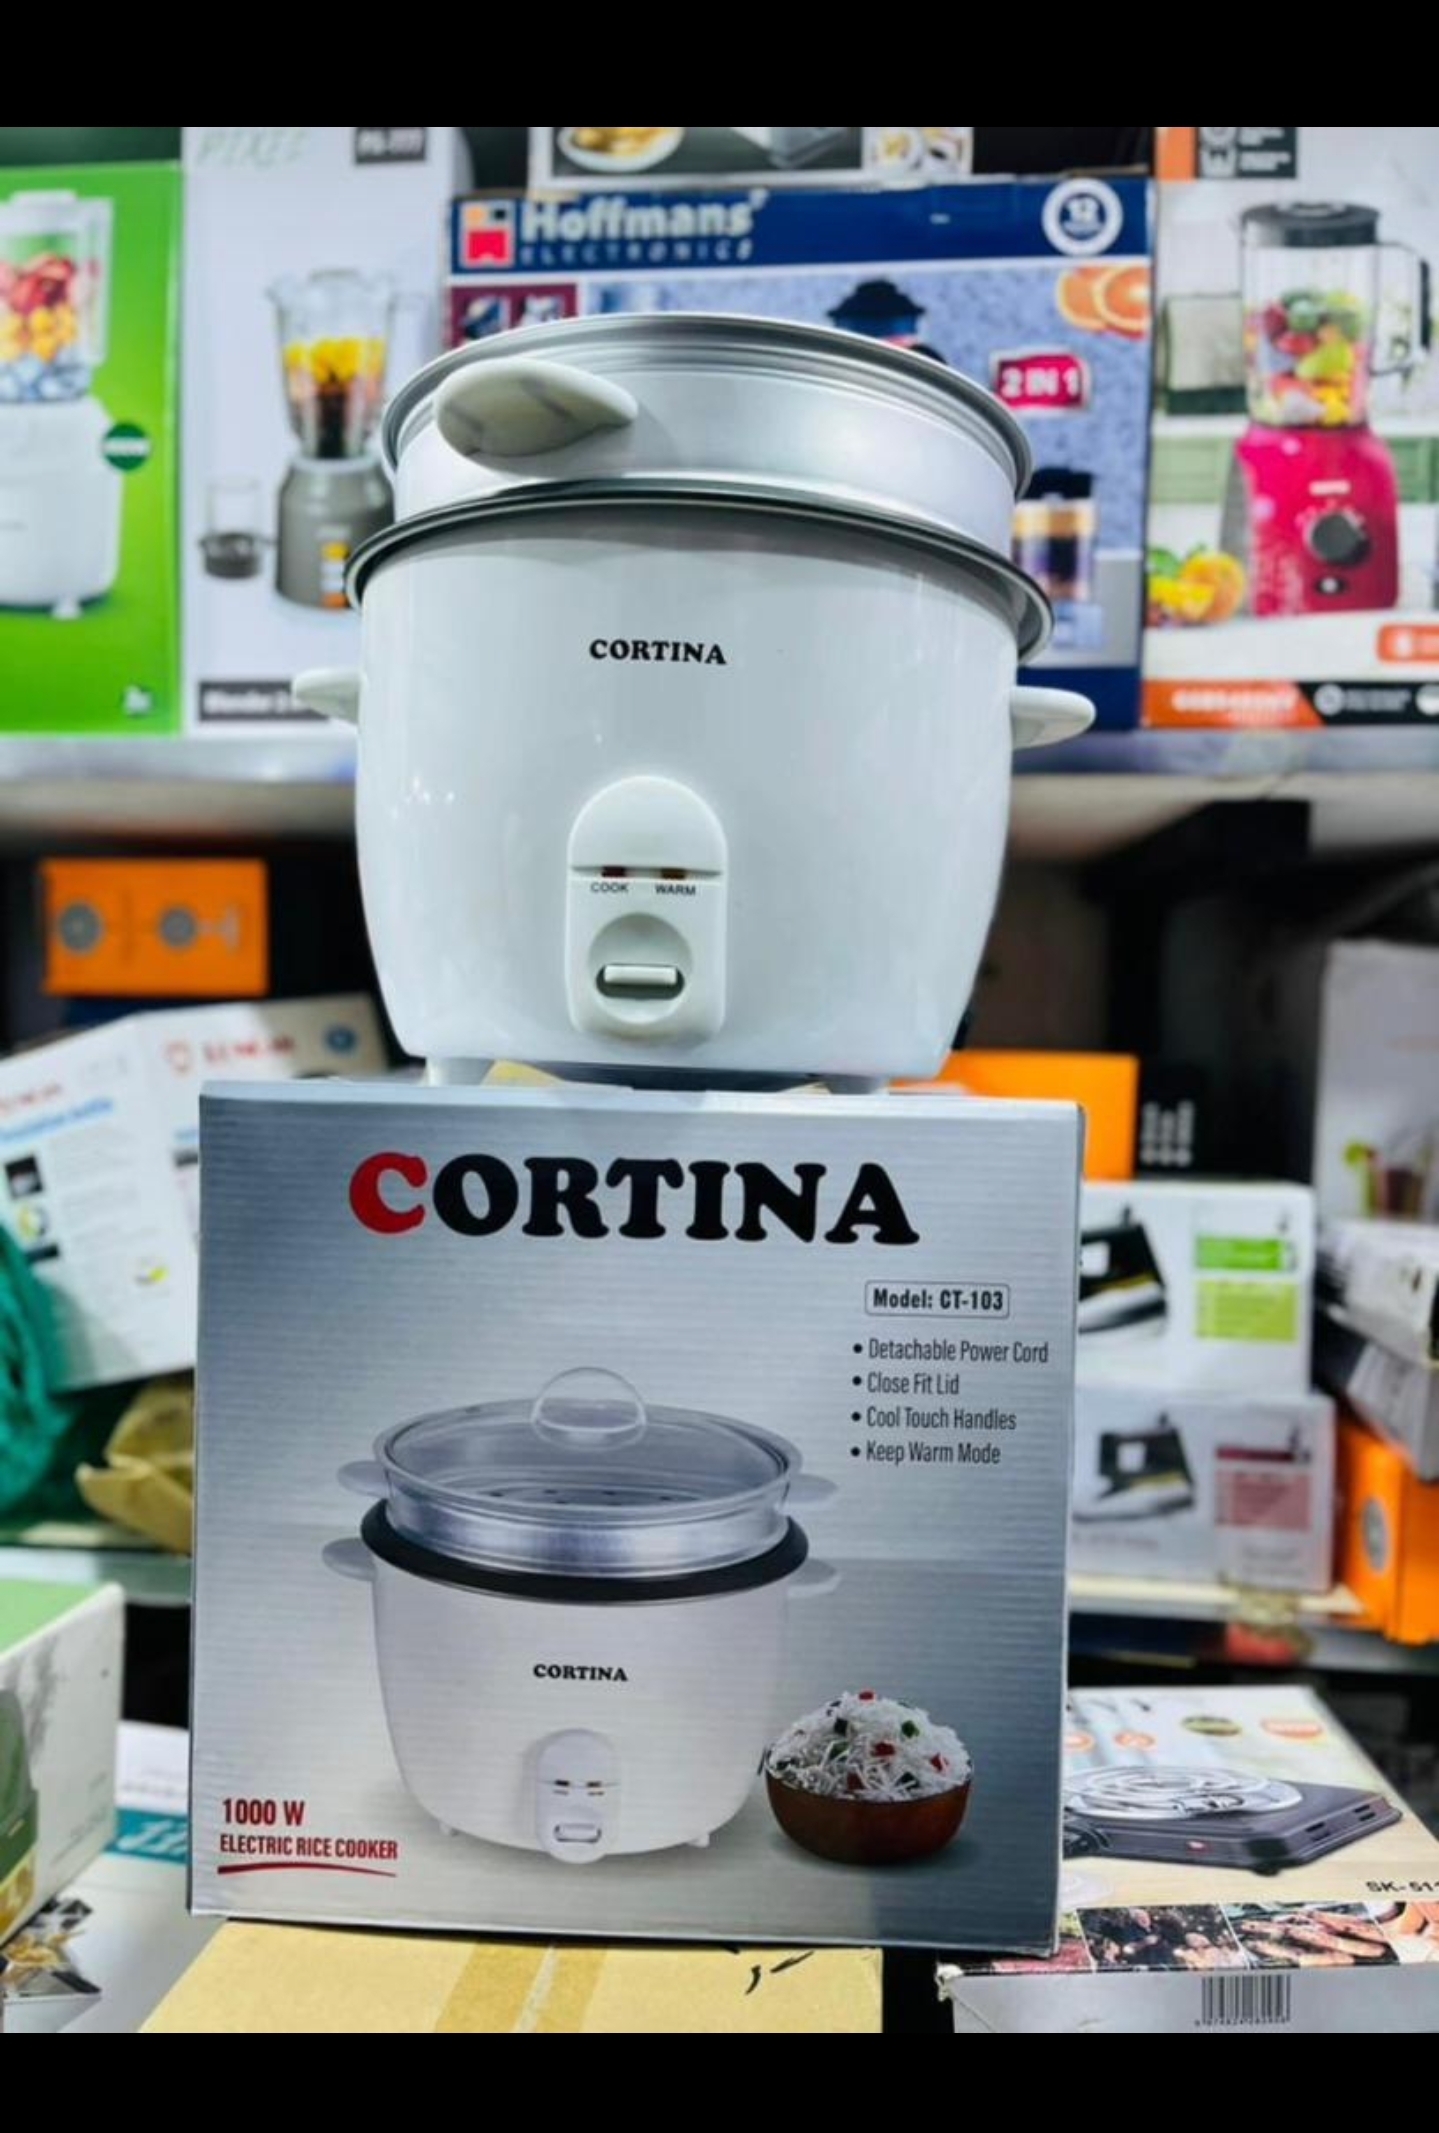 Hoffmans
ELECTRONICS
12
2 IN 1
CORTINA
COOK WARM
CORTINA
Model: CT-103
• Detachable Power Cord
• Close Fit Lid
• Cool Touch Handles
• Keep Warm Mode
CORTINA
1000 W
ELECTRIC RICE COOKER